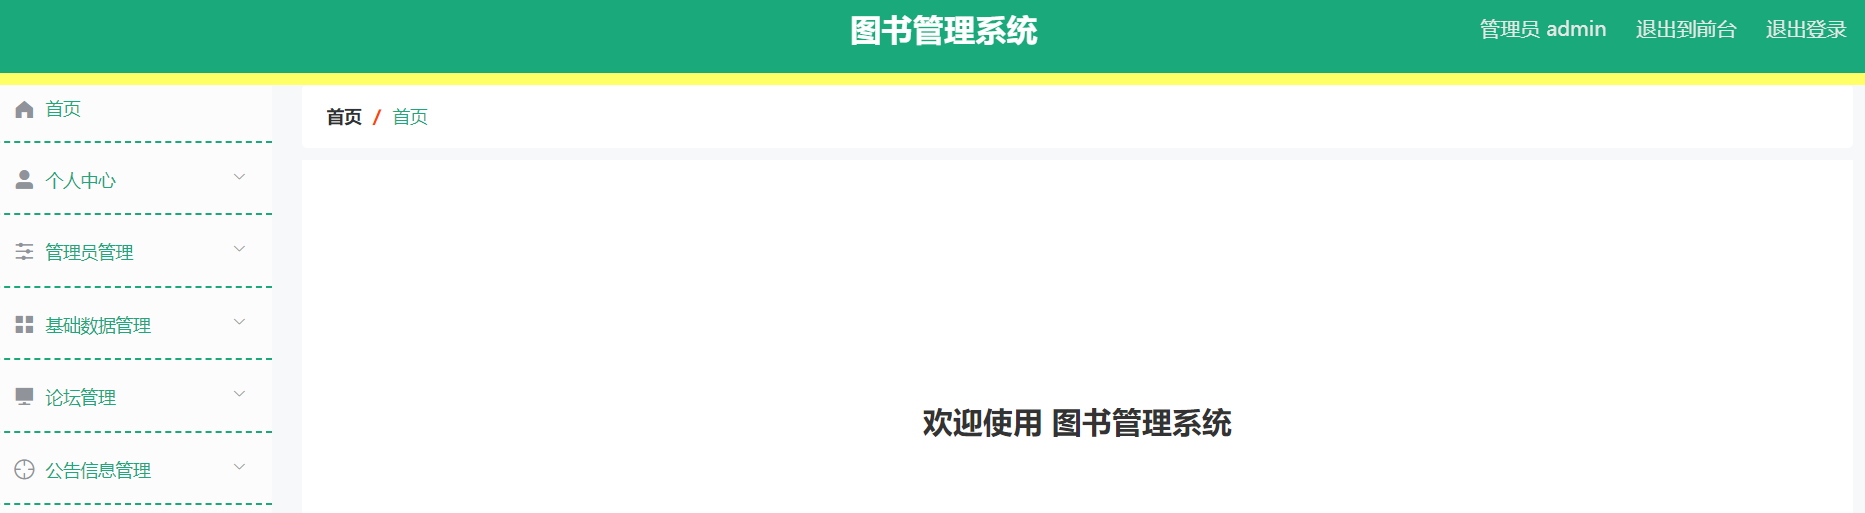 图书管理系统
管理员 admin 退出到前台 退出登录
首页
个人中心
管理员管理
基础数据管理
论坛管理
公告信息管理
首页 / 首页
欢迎使用 图书管理系统